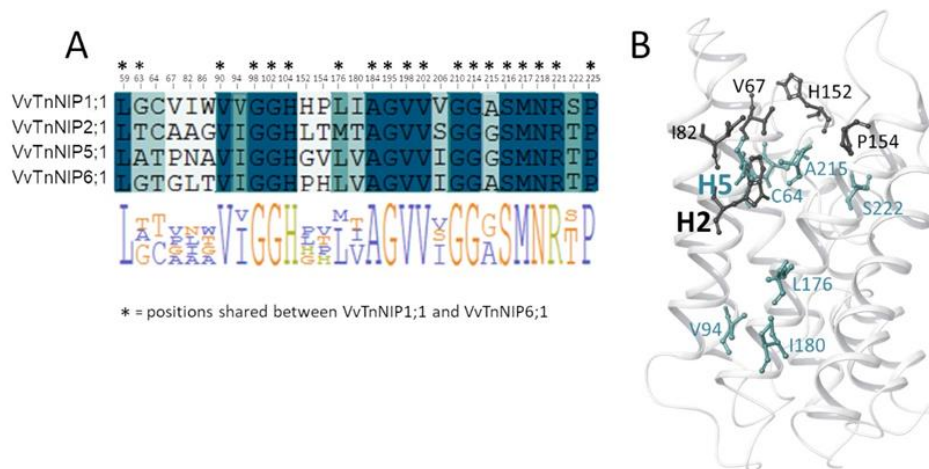 A
* * * * * * * * * * * * * * * * * *
59 63 64 67 82 86 90 94 98 102 104 152 154 176 180 184 195 198 202 206 210 214 215 216 217 218 221 222 225
VvTnNIP1;1 LGCVIWVVGGHHPLIAGVVVGGASMNRSP
VvTnNIP2;1 LTCAAGVIGGHLTMTAGVVSGGGSMNRTP
VvTnNIP5;1 LATPNAVIGGHGVLVAGVVIGGGSMNRTP
VvTnNIP6;1 LGTGLTVIGGHPHLVAGVVIGGASMNRTP
* = positions shared between VvTnNIP1;1 and VvTnNIP6;1
B
V67
H152
I82
P154
H5
A215
C64
S222
H2
L176
V94
I180